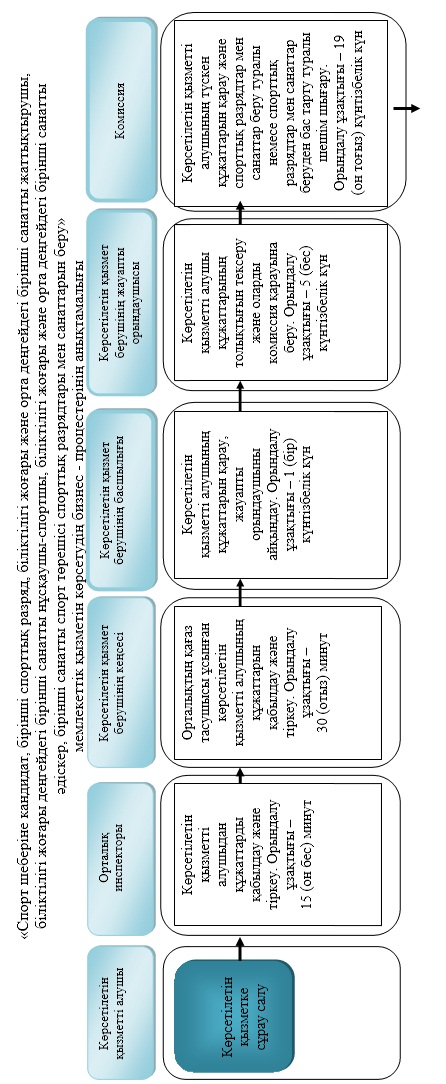 «Спорт шеберіне кандидат, бірінші спорттық разряд, біліктілігі жоғары және орта деңгейдегі бірінші санатты жаттықтырушы,
біліктілігі жоғары деңгейдегі бірінші санатты нұсқаушы-спортшы, біліктілігі жоғары және орта деңгейдегі бірінші санатты
әдіскер, бірінші санатты спорт төрешісі спорттық разрядтары мен санаттарын беру»
мемлекеттік қызметін көрсетудің бизнес - процестерінің анықтамалығы
Көрсетілетін
қызметті алушы
Орталық
инспекторы
Көрсетілетін қызмет
берушінің кеңсесі
Көрсетілетін қызмет
берушінің басшылығы
Көрсетілетін қызмет
берушінің жауапты
орындаушысы
Комиссия
Көрсетілетін
қызметке
сұрау салу
Көрсетілетін
қызметті
алушыдан
құжаттарды
қабылдау және
тіркеу. Орындалу
ұзақтығы –
15 (он бес) минут
Орталықтың қағаз
тасушысы ұсынған
көрсетілетін
қызметті алушының
құжаттарын
қабылдау және
тіркеу. Орындалу
ұзақтығы –
30 (отыз) минут
Көрсетілетін
қызметті алушының
құжаттарын қарау,
жауапты
орындаушыны
айқындау. Орындалу
ұзақтығы – 1 (бір)
күнтізбелік күн
Көрсетілетін
қызметті алушы
құжаттарының
толықтығын тексеру
және оларды
комиссия қарауына
беру. Орындалу
ұзақтығы – 5 (бес)
күнтізбелік күн
Көрсетілетін қызметті
алушының түскен
құжаттарын қарау және
спорттық разрядтар мен
санаттар беру туралы
немесе спорттық
разрядтар мен санаттар
беруден бас тарту туралы
шешім шығару.
Орындалу ұзақтығы – 19
(он тоғыз) күнтізбелік күн